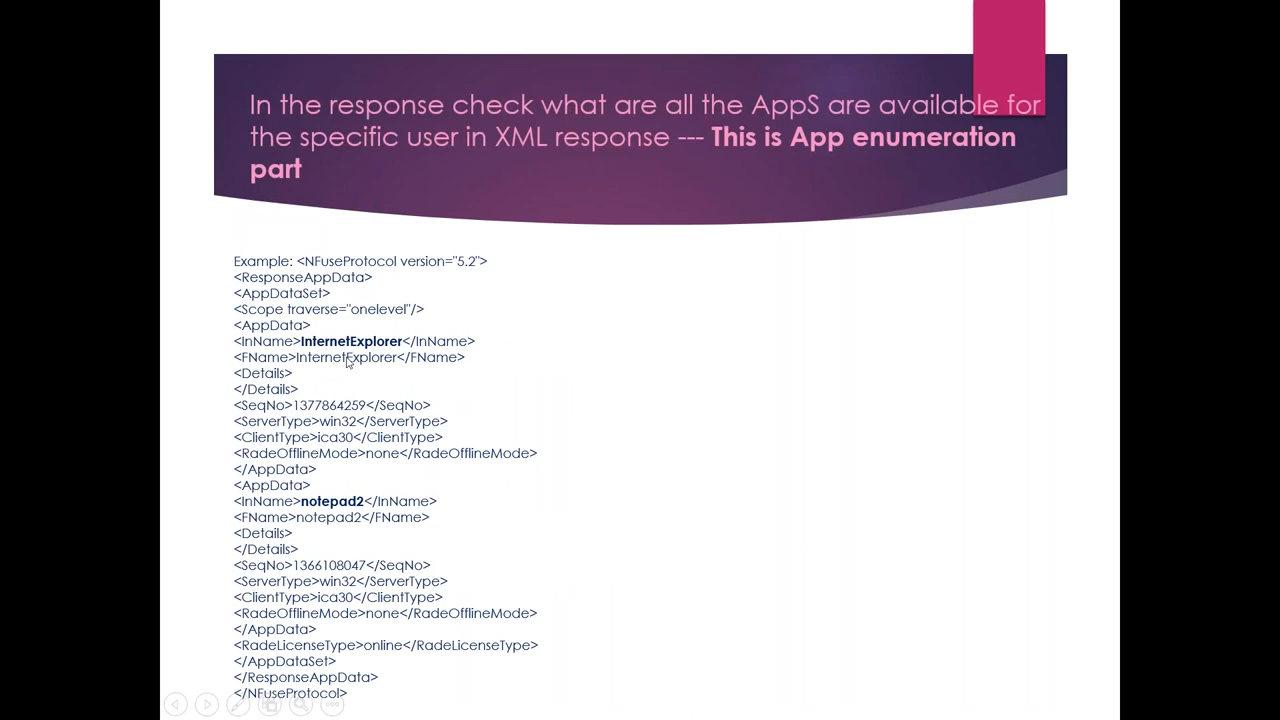 In the response check what are all the AppS are available for
the specific user in XML response --- This is App enumeration
part
Example: <NFuseProtocol version="5.2">
<ResponseAppData>
<AppDataSet>
<Scope traverse="onelevel"/>
<AppData>
<InName>InternetExplorer</InName>
<FName>InternetExplorer</FName>
<Details>
</Details>
<SeqNo>1377864259</SeqNo>
<ServerType>win32</ServerType>
<ClientType>ica30</ClientType>
<RadeOfflineMode>none</RadeOfflineMode>
</AppData>
<AppData>
<InName>notepad2</InName>
<FName>notepad2</FName>
<Details>
</Details>
<SeqNo>1366108047</SeqNo>
<ServerType>win32</ServerType>
<ClientType>ica30</ClientType>
<RadeOfflineMode>none</RadeOfflineMode>
</AppData>
<RadeLicenseType>online</RadeLicenseType>
</AppDataSet>
</ResponseAppData>
</NFuseProtocol>